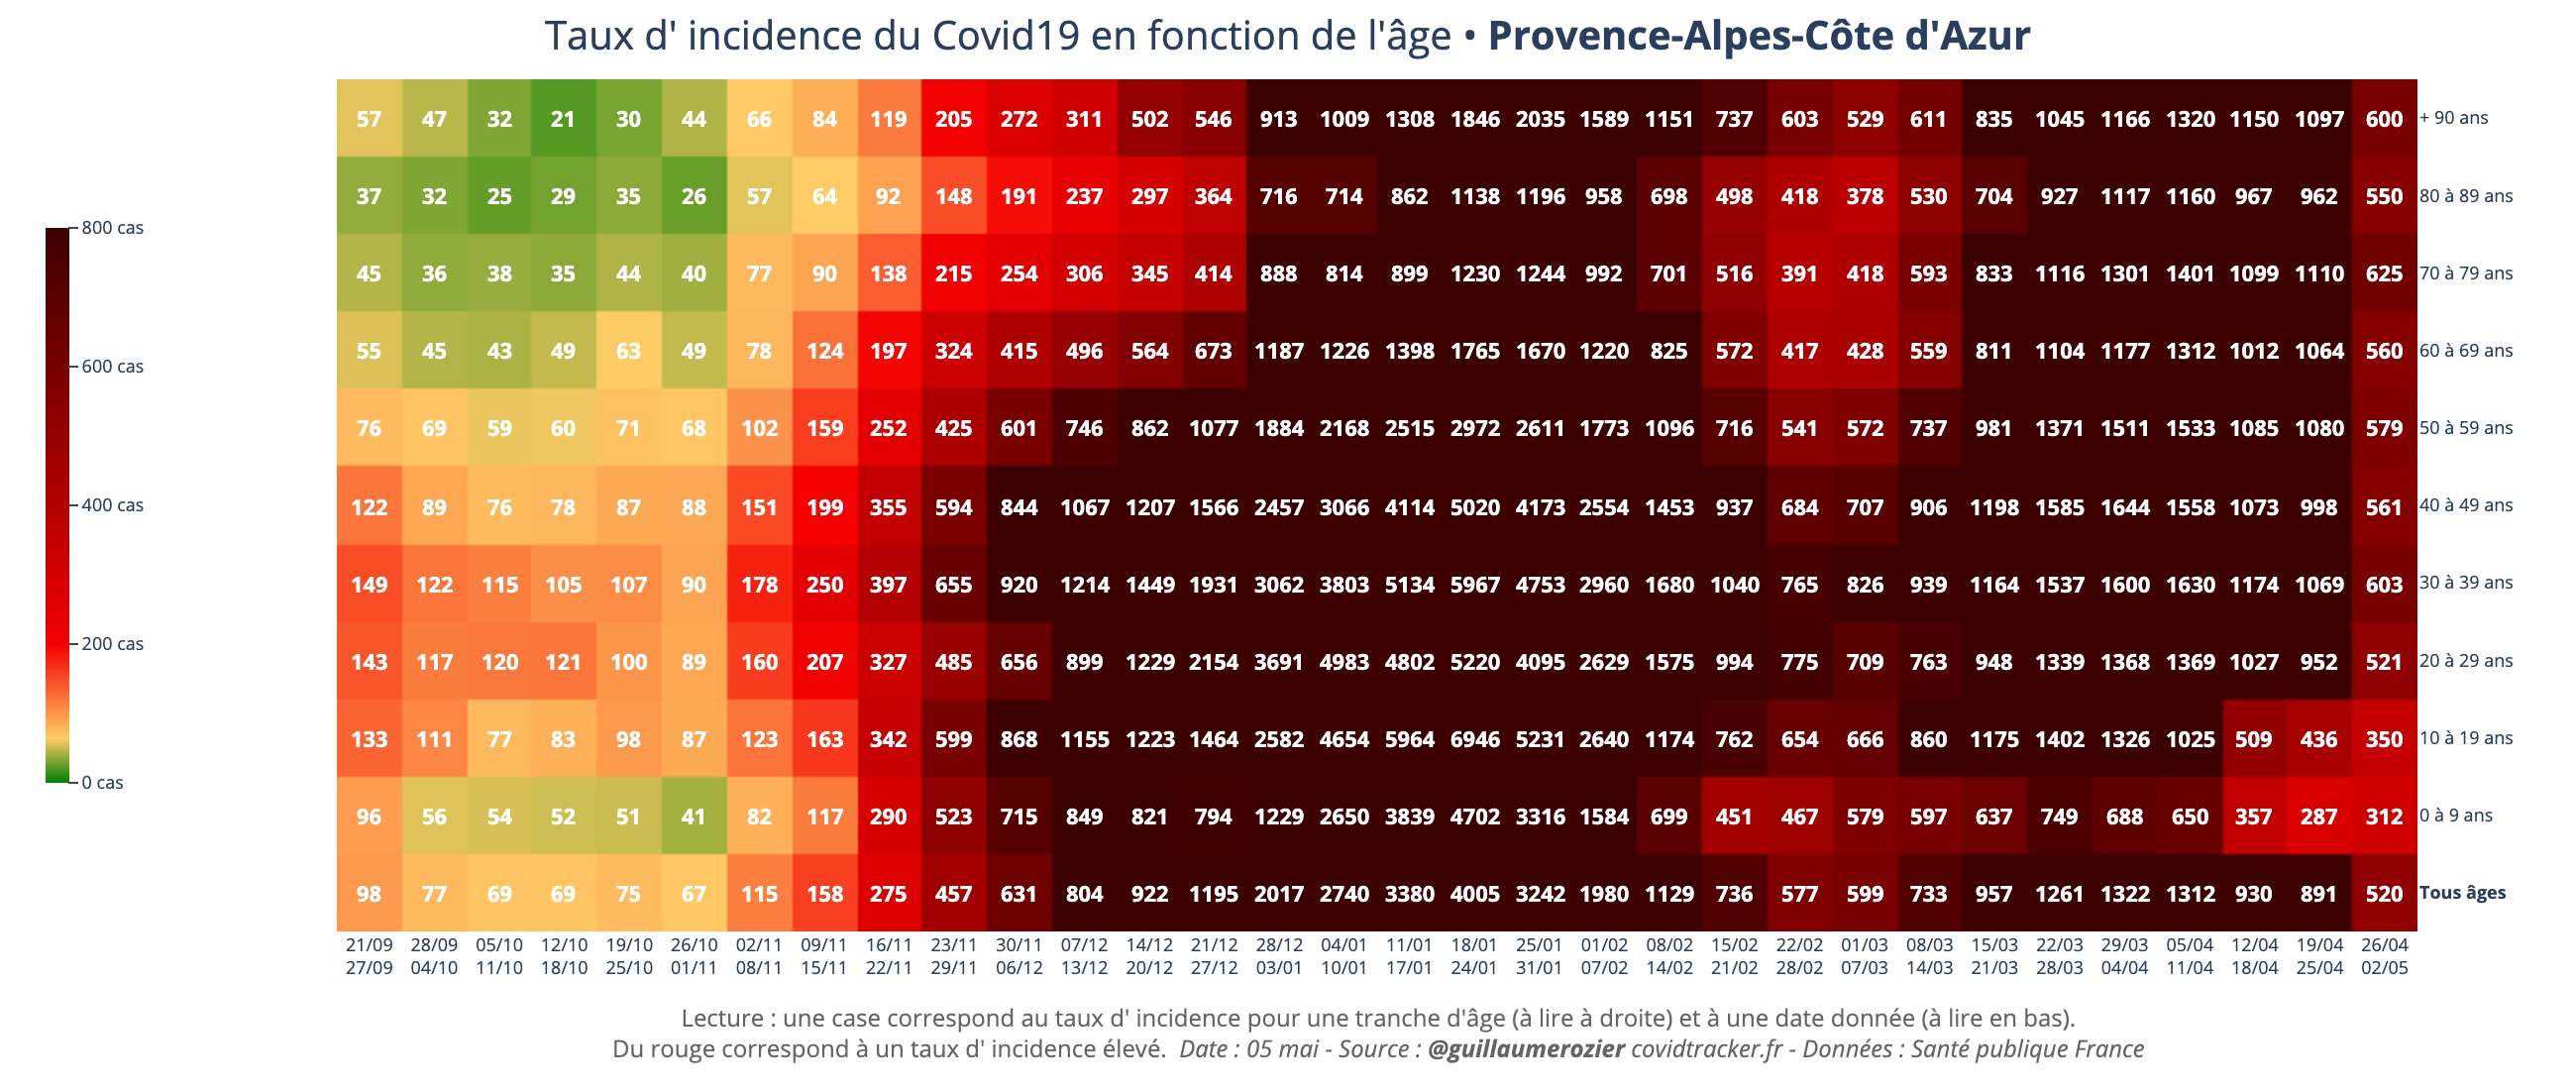 Taux d' incidence du Covid19 en fonction de l'âge • Provence-Alpes-Côte d'Azur
800 cas
600 cas
400 cas
200 cas
0 cas
57 47 32 21 30 44 66 84 119 205 272 311 502 546 913 1009 1308 1846 2035 1589 1151 737 603 529 611 835 1045 1166 1320 1150 1097 600 + 90 ans
37 32 25 29 35 26 57 64 92 148 191 237 297 364 716 714 862 1138 1196 958 698 498 418 378 530 704 927 1117 1160 967 962 550 80 à 89 ans
45 36 38 35 44 40 77 90 138 215 254 306 345 414 888 814 899 1230 1244 992 701 516 391 418 593 833 1116 1301 1401 1099 1110 625 70 à 79 ans
55 45 43 49 63 49 78 124 197 324 415 496 564 673 1187 1226 1398 1765 1670 1220 825 572 417 428 559 811 1104 1177 1312 1012 1064 560 60 à 69 ans
76 69 59 60 71 68 102 159 252 425 601 746 862 1077 1884 2168 2515 2972 2611 1773 1096 716 541 572 737 981 1371 1511 1533 1085 1080 579 50 à 59 ans
122 89 76 78 87 88 151 199 355 594 844 1067 1207 1566 2457 3066 4114 5020 4173 2554 1453 937 684 707 906 1198 1585 1644 1558 1073 998 561 40 à 49 ans
149 122 115 105 107 90 178 250 397 655 920 1214 1449 1931 3062 3803 5134 5967 4753 2960 1680 1040 765 826 939 1164 1537 1600 1630 1174 1069 603 30 à 39 ans
143 117 120 121 100 89 160 207 327 485 656 899 1229 2154 3691 4983 4802 5220 4095 2629 1575 994 775 709 763 948 1339 1368 1369 1027 952 521 20 à 29 ans
133 111 77 83 98 87 123 163 342 599 868 1155 1223 1464 2582 4654 5964 6946 5231 2640 1174 762 654 666 860 1175 1402 1326 1025 509 436 350 10 à 19 ans
96 56 54 52 51 41 82 117 290 523 715 849 821 794 1229 2650 3839 4702 3316 1584 699 451 467 579 597 637 749 688 650 357 287 312 0 à 9 ans
98 77 69 69 75 67 115 158 275 457 631 804 922 1195 2017 2740 3380 4005 3242 1980 1129 736 577 599 733 957 1261 1322 1312 930 891 520 Tous âges
21/09 28/09 05/10 12/10 19/10 26/10 02/11 09/11 16/11 23/11 30/11 07/12 14/12 21/12 28/12 04/01 11/01 18/01 25/01 01/02 08/02 15/02 22/02 01/03 08/03 15/03 22/03 29/03 05/04 12/04 19/04 26/04
27/09 04/10 11/10 18/10 25/10 01/11 08/11 15/11 22/11 29/11 06/12 13/12 20/12 27/12 03/01 10/01 17/01 24/01 31/01 07/02 14/02 21/02 28/02 07/03 14/03 21/03 28/03 04/04 11/04 18/04 25/04 02/05
Lecture : une case correspond au taux d' incidence pour une tranche d'âge (à lire à droite) et à une date donnée (à lire en bas).
Du rouge correspond à un taux d' incidence élevé. Date : 05 mai - Source : @guillaumerozier covidtracker.fr - Données : Santé publique France